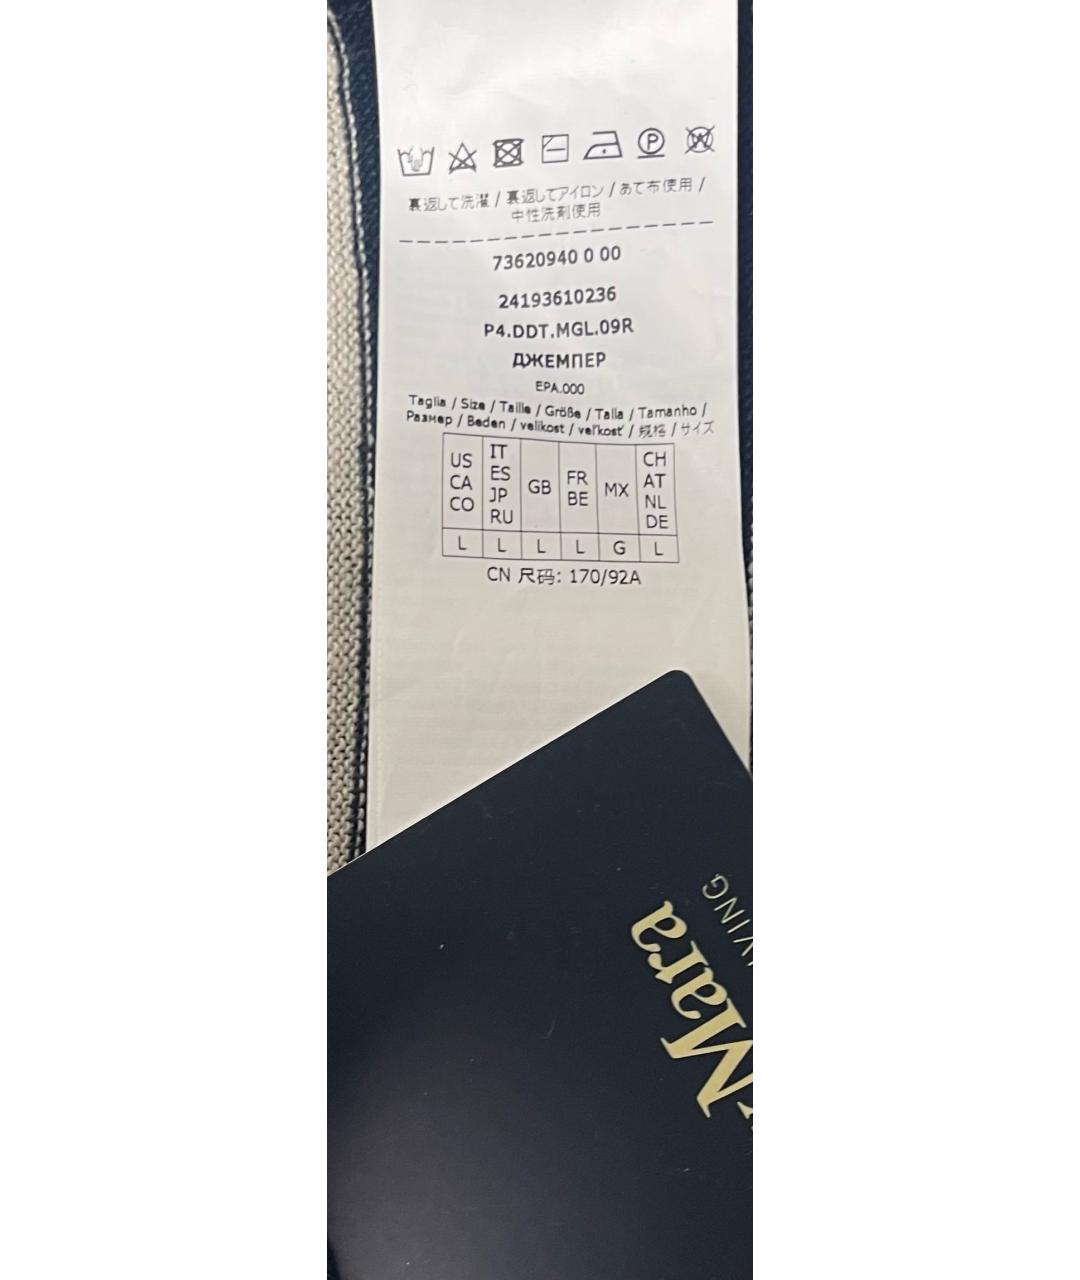 裏返して洗濯 / 裏返してアイロン / あて布使用 /
中性洗剤使用
73620940 0 00
24193610236
P4.DDT.MGL.09R
ДЖЕМПЕР
EPA.000
Taglia / Size / Taille / Größe / Talla / Tamanho /
Размер / Beden / velikost / veľkosť / 规格 / サイズ
US CA CO | IT ES JP RU | GB | FR BE | MX | CH AT NL DE
L | L | L | L | G | L
CN 尺码: 170/92A
Mara